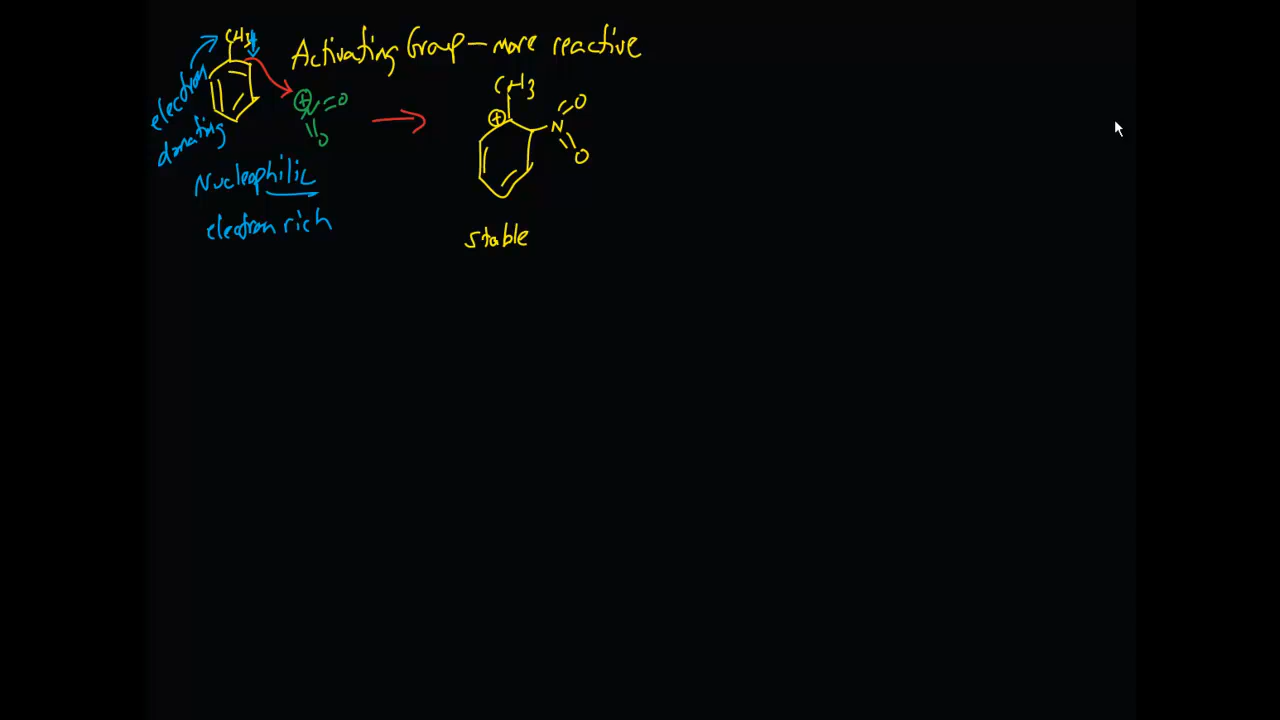 CH3
Activating Group - more reactive
electron
donating
⊕
N=O
O
CH3
⊕
N
O
O
Nucleophilic
electron rich
stable